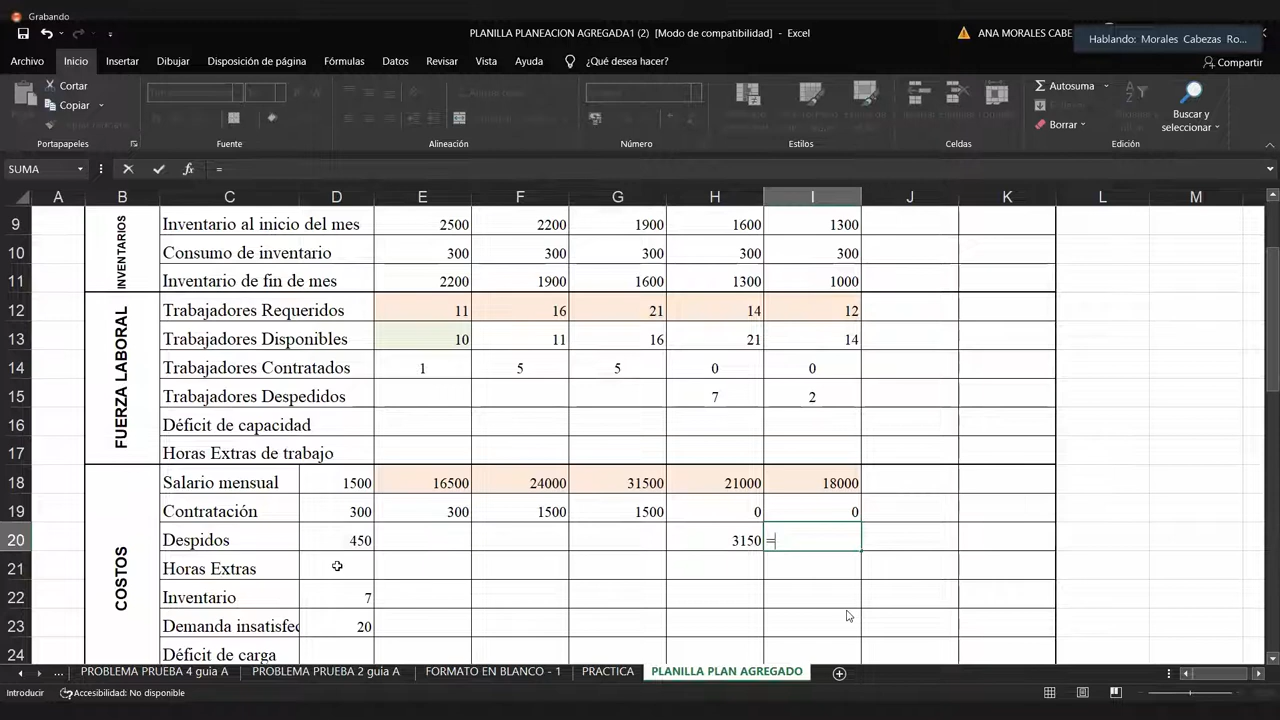 Grabando
PLANILLA PLANEACION AGREGADA1 (2) [Modo de compatibilidad] - Excel
ANA MORALES CABE
Hablando: Morales Cabezas Ro...
Archivo Inicio Insertar Dibujar Disposición de página Fórmulas Datos Revisar Vista Ayuda ¿Qué desea hacer? Compartir
Cortar
Copiar
Autosuma
Borrar
Buscar y seleccionar
Portapapeles Fuente Alineación Número Estilos Celdas Edición
SUMA fx =
A B C D E F G H I J K L M
INVENTARIOS
9 Inventario al inicio del mes 2500 2200 1900 1600 1300
10 Consumo de inventario 300 300 300 300 300
11 Inventario de fin de mes 2200 1900 1600 1300 1000
FUERZA LABORAL
12 Trabajadores Requeridos 11 16 21 14 12
13 Trabajadores Disponibles 10 11 16 21 14
14 Trabajadores Contratados 1 5 5 0 0
15 Trabajadores Despedidos 7 2
16 Déficit de capacidad
17 Horas Extras de trabajo
COSTOS
18 Salario mensual 1500 16500 24000 31500 21000 18000
19 Contratación 300 300 1500 1500 0 0
20 Despidos 450 3150 =
21 Horas Extras
22 Inventario 7
23 Demanda insatisfec 20
24 Déficit de carga
... PROBLEMA PRUEBA 4 guia A PROBLEMA PRUEBA 2 guia A FORMATO EN BLANCO - 1 PRACTICA PLANILLA PLAN AGREGADO
Introducir Accesibilidad: No disponible